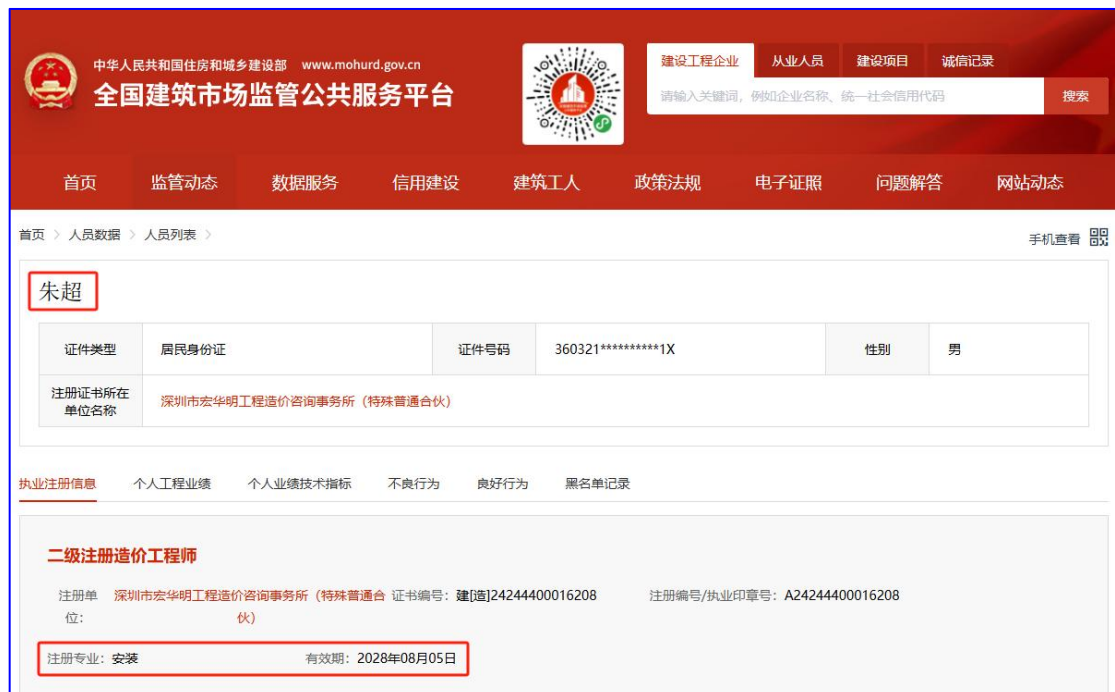 中华人民共和国住房和城乡建设部 www.mohurd.gov.cn
全国建筑市场监管公共服务平台
建设工程企业 从业人员 建设项目 诚信记录
请输入关键词，例如企业名称、统一社会信用代码 搜索
首页 监管动态 数据服务 信用建设 建筑工人 政策法规 电子证照 问题解答 网站动态
首页 > 人员数据 > 人员列表 >
手机查看
朱超
证件类型 居民身份证 证件号码 360321**********1X 性别 男
注册证书所在
单位名称
深圳市宏华明工程造价咨询事务所（特殊普通合伙）
执业注册信息 个人工程业绩 个人业绩技术指标 不良行为 良好行为 黑名单记录
二级注册造价工程师
注册单 深圳市宏华明工程造价咨询事务所（特殊普通合 证书编号：建[造]24244400016208 注册编号/执业印章号：A24244400016208
位： 伙）
注册专业：安装 有效期：2028年08月05日